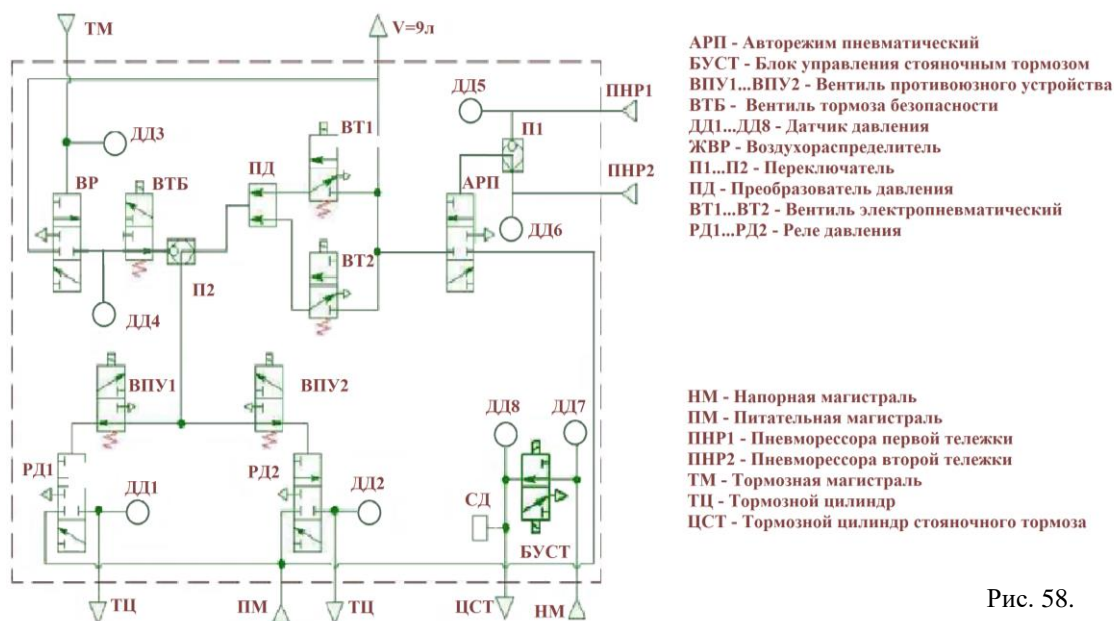 ТМ
V=9л
ДД3
ВР
ВТБ
ПД
ВТ1
АРП
ДД5
П1
ПНР1
ПНР2
ДД6
ВТ2
П2
ДД4
ВПУ1
ВПУ2
РД1
ДД1
РД2
ДД2
ДД8
ДД7
СД
БУСТ
ТЦ
ПМ
ТЦ
ЦСТ
НМ
АРП - Авторежим пневматический
БУСТ - Блок управления стояночным тормозом
ВПУ1...ВПУ2 - Вентиль противоюзного устройства
ВТБ - Вентиль тормоза безопасности
ДД1...ДД8 - Датчик давления
ЖВР - Воздухораспределитель
П1...П2 - Переключатель
ПД - Преобразователь давления
ВТ1...ВТ2 - Вентиль электропневматический
РД1...РД2 - Реле давления
НМ - Напорная магистраль
ПМ - Питательная магистраль
ПНР1 - Пневморессора первой тележки
ПНР2 - Пневморессора второй тележки
ТМ - Тормозная магистраль
ТЦ - Тормозной цилиндр
ЦСТ - Тормозной цилиндр стояночного тормоза
Рис. 58.